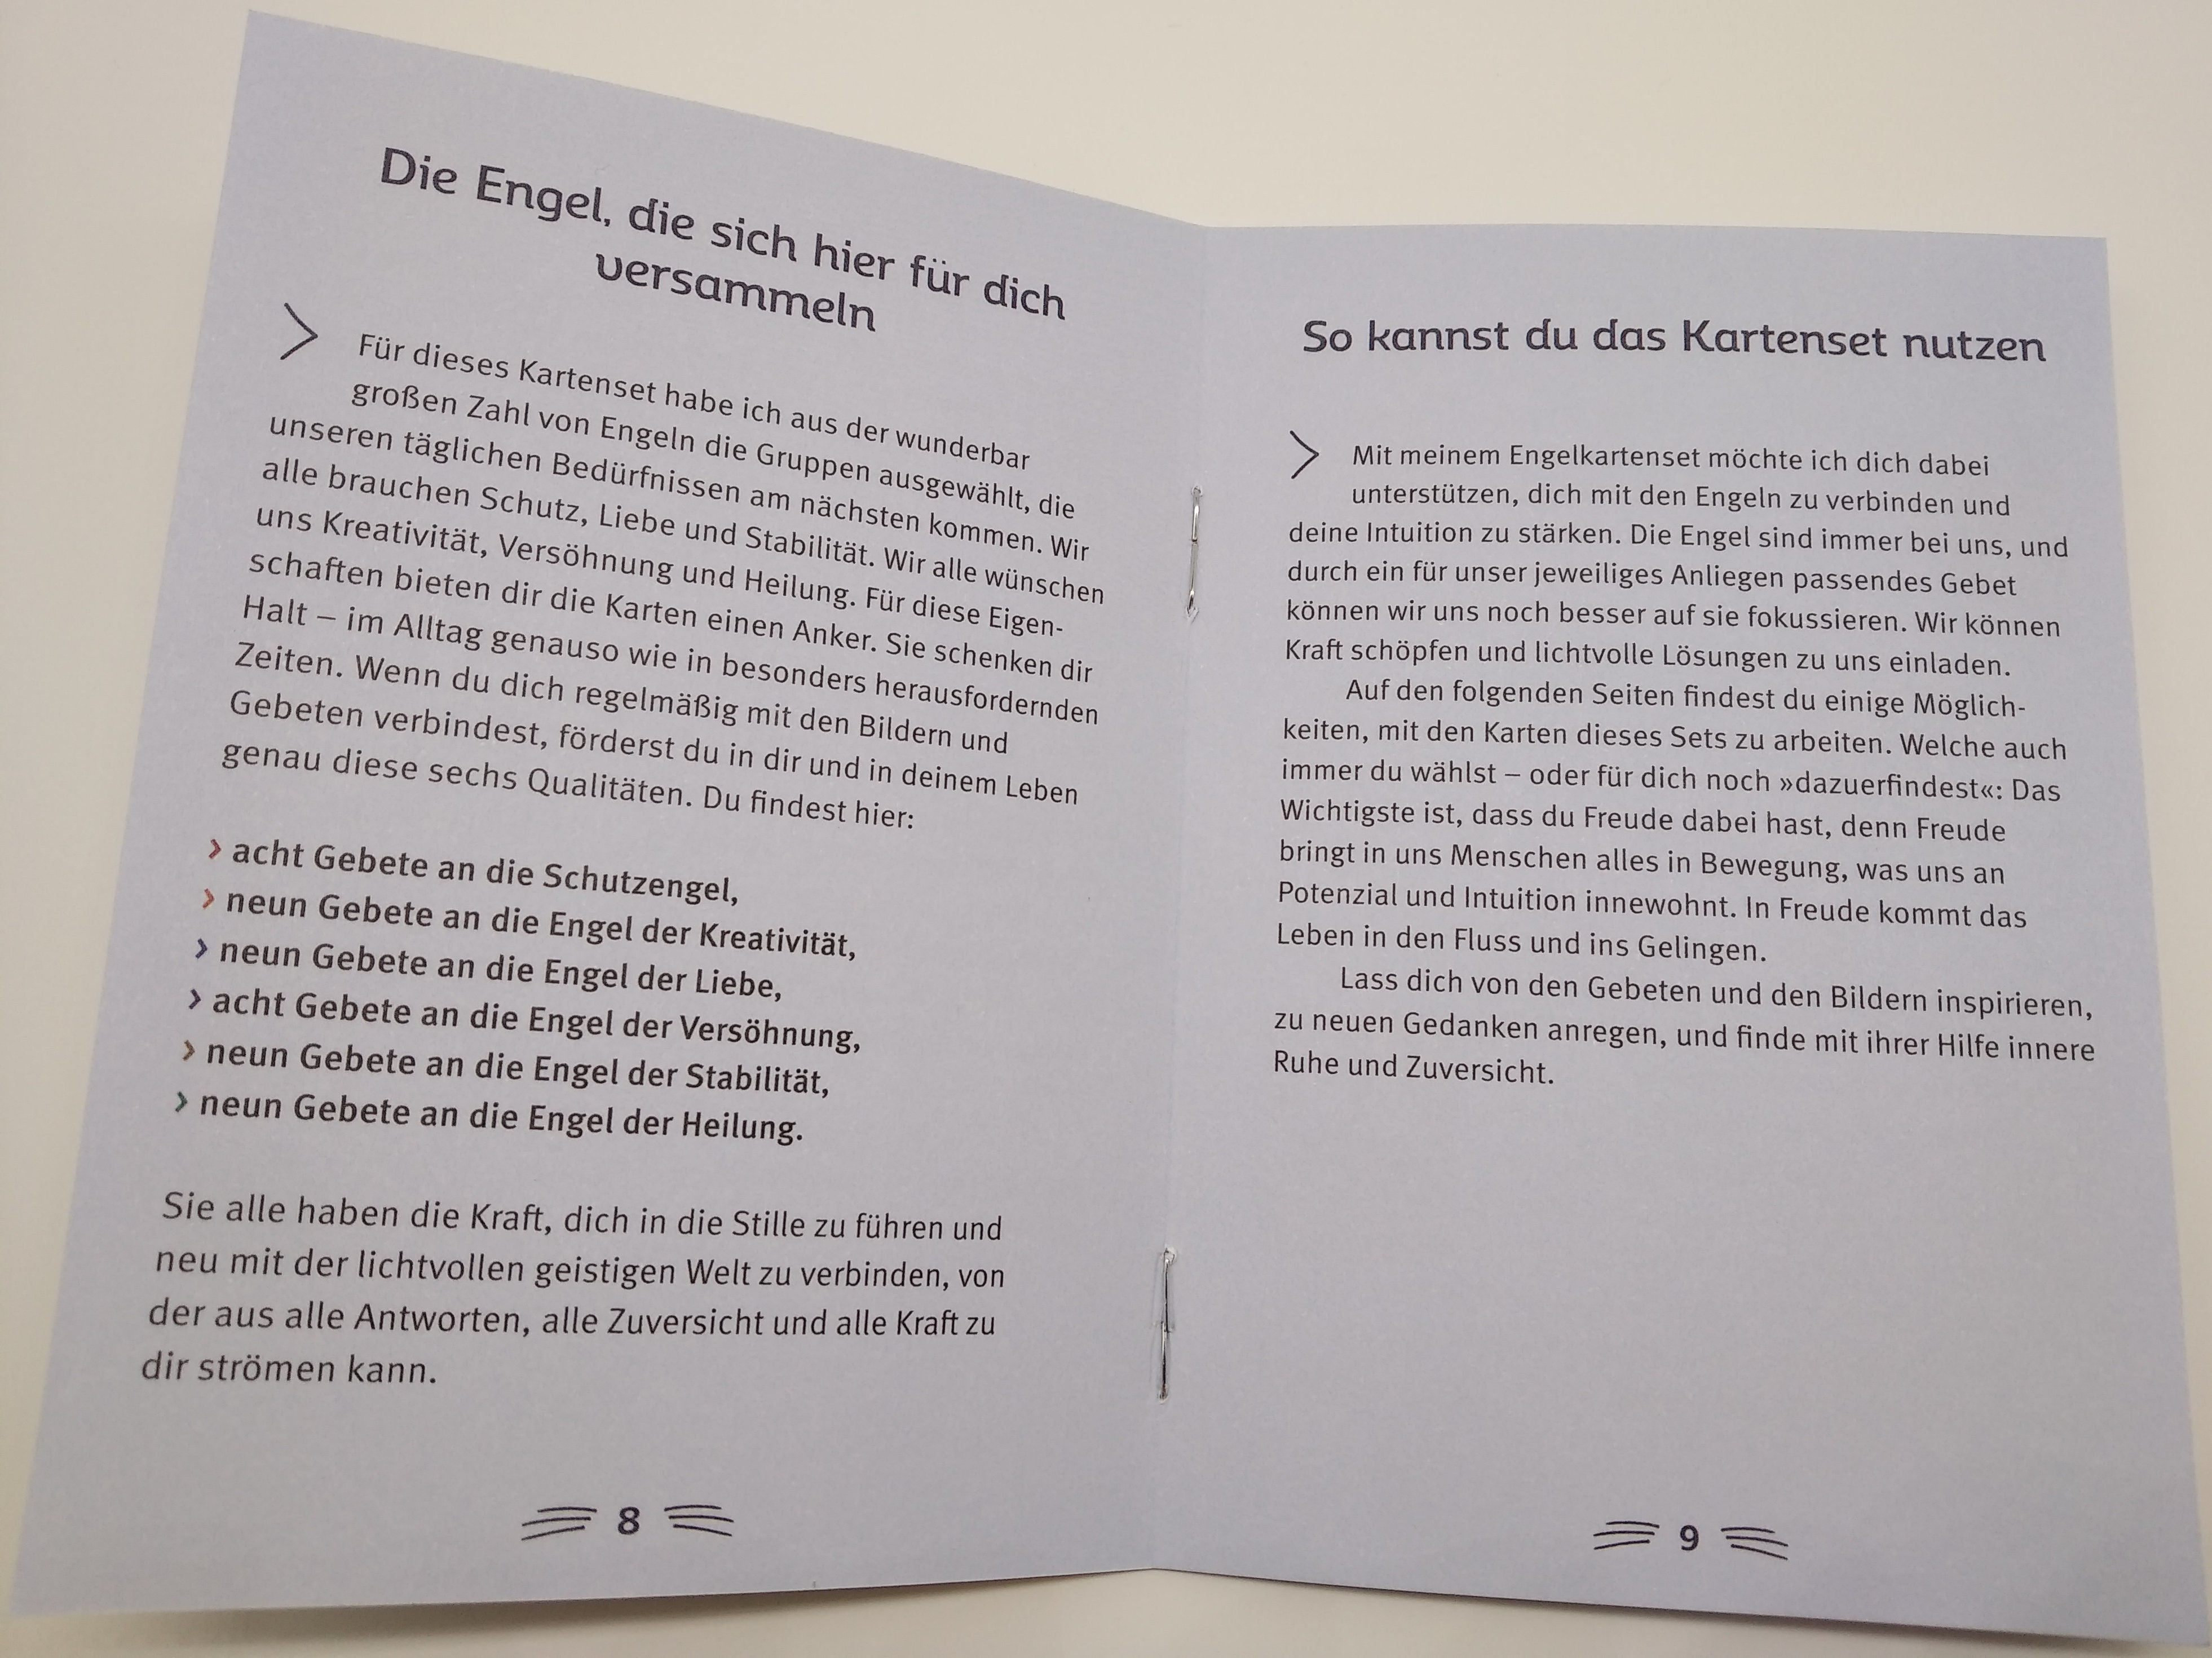 Die Engel, die sich hier für dich
versammeln
> Für dieses Kartenset habe ich aus der wunderbar
großen Zahl von Engeln die Gruppen ausgewählt, die
unseren täglichen Bedürfnissen am nächsten kommen. Wir
alle brauchen Schutz, Liebe und Stabilität. Wir alle wünschen
uns Kreativität, Versöhnung und Heilung. Für diese Eigen-
schaften bieten dir die Karten einen Anker. Sie schenken dir
Halt – im Alltag genauso wie in besonders herausfordernden
Zeiten. Wenn du dich regelmäßig mit den Bildern und
Gebeten verbindest, förderst du in dir und in deinem Leben
genau diese sechs Qualitäten. Du findest hier:
> acht Gebete an die Schutzengel,
> neun Gebete an die Engel der Kreativität,
> neun Gebete an die Engel der Liebe,
> acht Gebete an die Engel der Versöhnung,
> neun Gebete an die Engel der Stabilität,
> neun Gebete an die Engel der Heilung.
Sie alle haben die Kraft, dich in die Stille zu führen und
neu mit der lichtvollen geistigen Welt zu verbinden, von
der aus alle Antworten, alle Zuversicht und alle Kraft zu
dir strömen kann.
8
So kannst du das Kartenset nutzen
> Mit meinem Engelkartenset möchte ich dich dabei
unterstützen, dich mit den Engeln zu verbinden und
deine Intuition zu stärken. Die Engel sind immer bei uns, und
durch ein für unser jeweiliges Anliegen passendes Gebet
können wir uns noch besser auf sie fokussieren. Wir können
Kraft schöpfen und lichtvolle Lösungen zu uns einladen.
Auf den folgenden Seiten findest du einige Möglich-
keiten, mit den Karten dieses Sets zu arbeiten. Welche auch
immer du wählst – oder für dich noch »dazuerfindest«: Das
Wichtigste ist, dass du Freude dabei hast, denn Freude
bringt in uns Menschen alles in Bewegung, was uns an
Potenzial und Intuition innewohnt. In Freude kommt das
Leben in den Fluss und ins Gelingen.
Lass dich von den Gebeten und den Bildern inspirieren,
zu neuen Gedanken anregen, und finde mit ihrer Hilfe innere
Ruhe und Zuversicht.
9